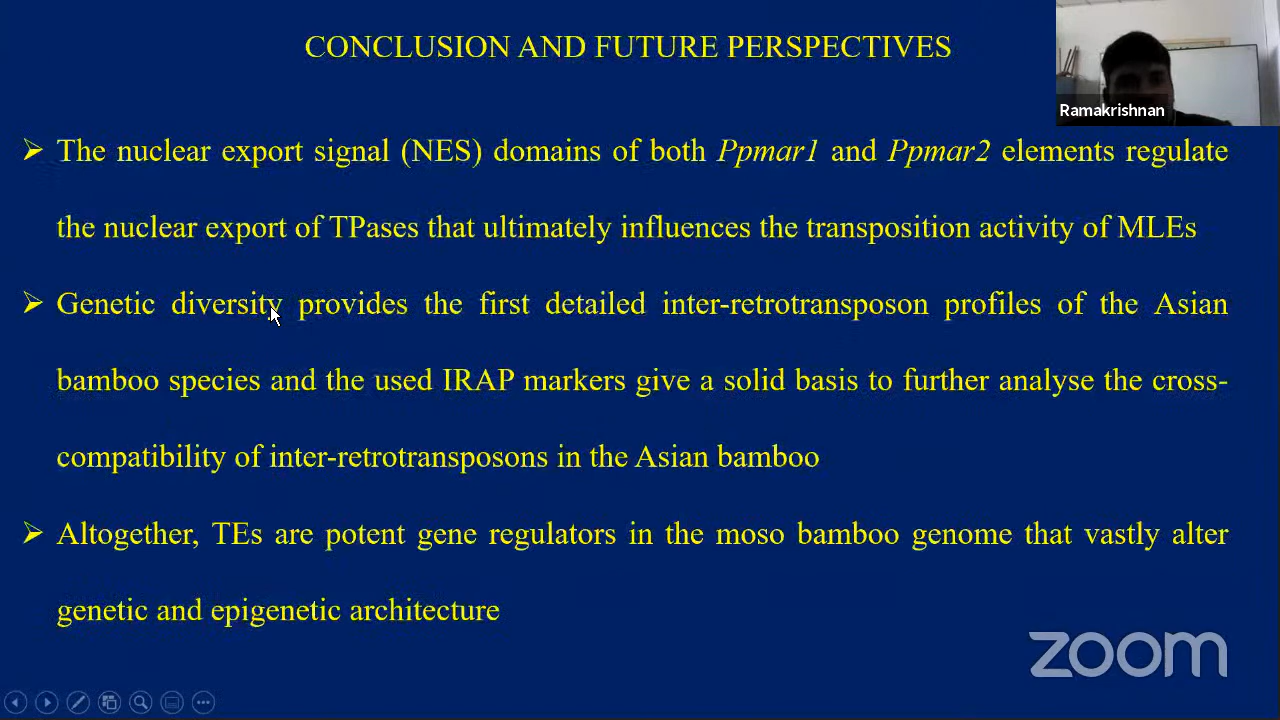 CONCLUSION AND FUTURE PERSPECTIVES
Ramakrishnan
➢ The nuclear export signal (NES) domains of both Ppmar1 and Ppmar2 elements regulate
the nuclear export of TPases that ultimately influences the transposition activity of MLEs
➢ Genetic diversity provides the first detailed inter-retrotransposon profiles of the Asian
bamboo species and the used IRAP markers give a solid basis to further analyse the cross-
compatibility of inter-retrotransposons in the Asian bamboo
➢ Altogether, TEs are potent gene regulators in the moso bamboo genome that vastly alter
genetic and epigenetic architecture
zoom